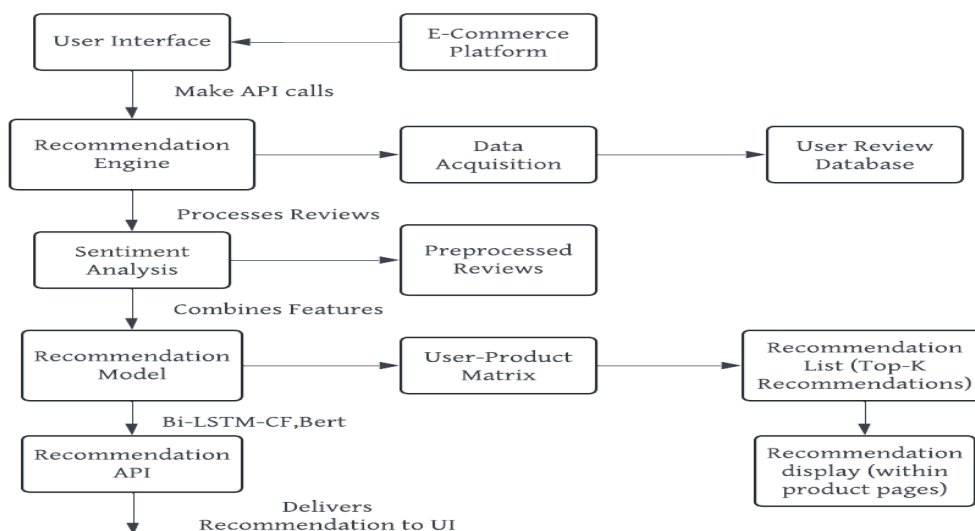 User Interface
E-Commerce
Platform
Make API calls
Recommendation
Engine
Data
Acquisition
User Review
Database
Processes Reviews
Sentiment
Analysis
Preprocessed
Reviews
Combines Features
Recommendation
Model
User-Product
Matrix
Recommendation
List (Top-K
Recommendations)
Bi-LSTM-CF,Bert
Recommendation
API
Recommendation
display (within
product pages)
Delivers
Recommendation to UI